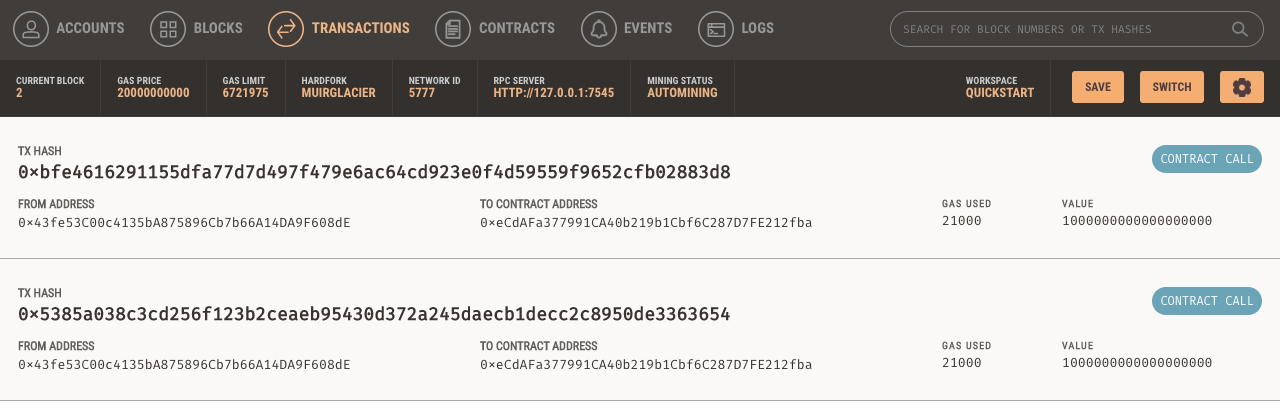 ACCOUNTS BLOCKS TRANSACTIONS CONTRACTS EVENTS LOGS SEARCH FOR BLOCK NUMBERS OR TX HASHES
CURRENT BLOCK GAS PRICE GAS LIMIT HARDFORK NETWORK ID RPC SERVER MINING STATUS WORKSPACE
2 20000000000 6721975 MUIRGLACIER 5777 HTTP://127.0.0.1:7545 AUTOMINING QUICKSTART SAVE SWITCH
TX HASH
0×bfe4616291155dfa77d7d497f479e6ac64cd923e0f4d59559f9652cfb02883d8 CONTRACT CALL
FROM ADDRESS TO CONTRACT ADDRESS GAS USED VALUE
0×43fe53C00c4135bA875896Cb7b66A14DA9F608dE 0×eCdAFa377991CA40b219b1Cbf6C287D7FE212fba 21000 1000000000000000000
TX HASH
0×5385a038c3cd256f123b2ceaeb95430d372a245daecb1decc2c8950de3363654 CONTRACT CALL
FROM ADDRESS TO CONTRACT ADDRESS GAS USED VALUE
0×43fe53C00c4135bA875896Cb7b66A14DA9F608dE 0×eCdAFa377991CA40b219b1Cbf6C287D7FE212fba 21000 1000000000000000000